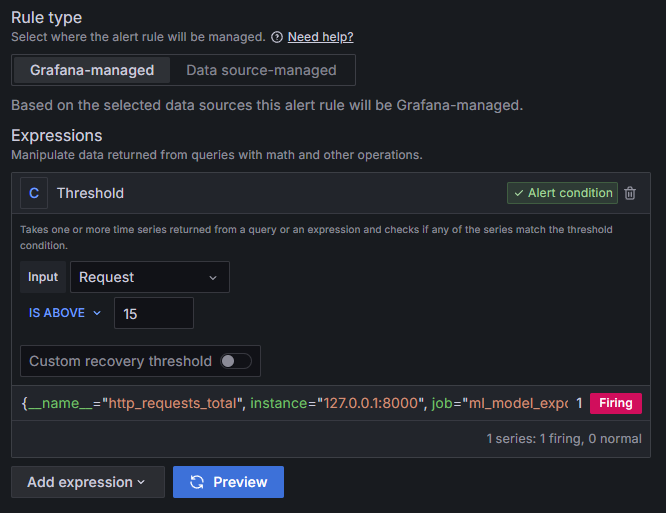 Rule type
Select where the alert rule will be managed. Need help?
Grafana-managed Data source-managed
Based on the selected data sources this alert rule will be Grafana-managed.
Expressions
Manipulate data returned from queries with math and other operations.
C Threshold Alert condition
Takes one or more time series returned from a query or an expression and checks if any of the series match the threshold
condition.
Input Request
IS ABOVE 15
Custom recovery threshold
{__name__="http_requests_total", instance="127.0.0.1:8000", job="ml_model_expo 1 Firing
1 series: 1 firing, 0 normal
Add expression Preview